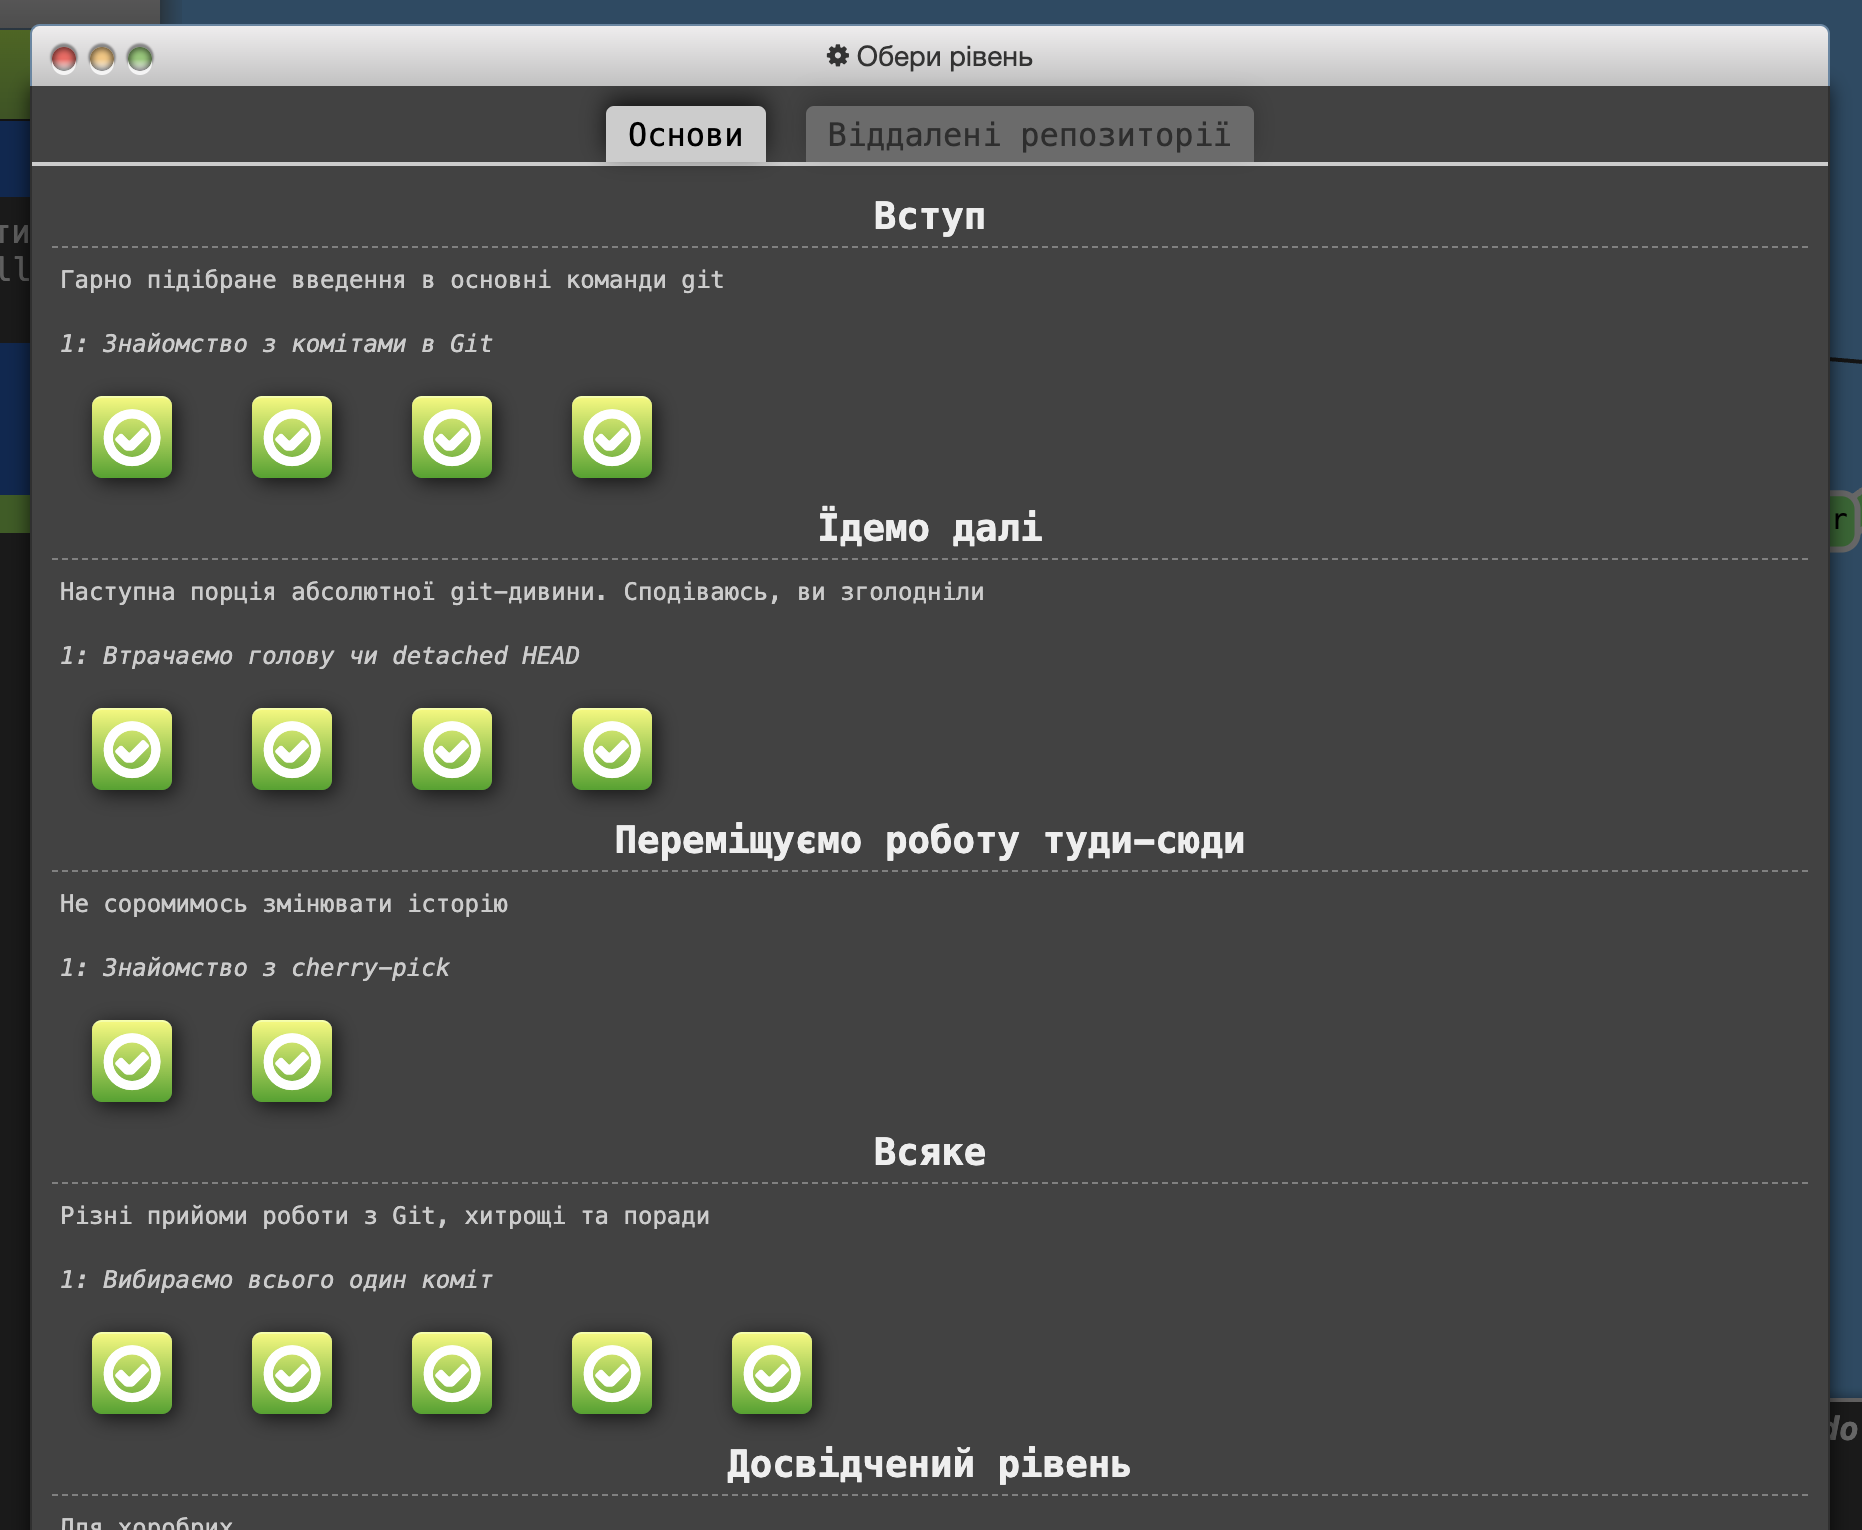 Обери рівень
Основи
Віддалені репозиторії
Вступ
Гарно підібране введення в основні команди git
1: Знайомство з комітами в Git
Їдемо далі
Наступна порція абсолютної git-дивини. Сподіваюсь, ви зголодніли
1: Втрачаємо голову чи detached HEAD
Переміщуємо роботу туди-сюди
Не соромимось змінювати історію
1: Знайомство з cherry-pick
Всяке
Різні прийоми роботи з Git, хитрощі та поради
1: Вибираємо всього один коміт
Досвідчений рівень
Для хоробрих